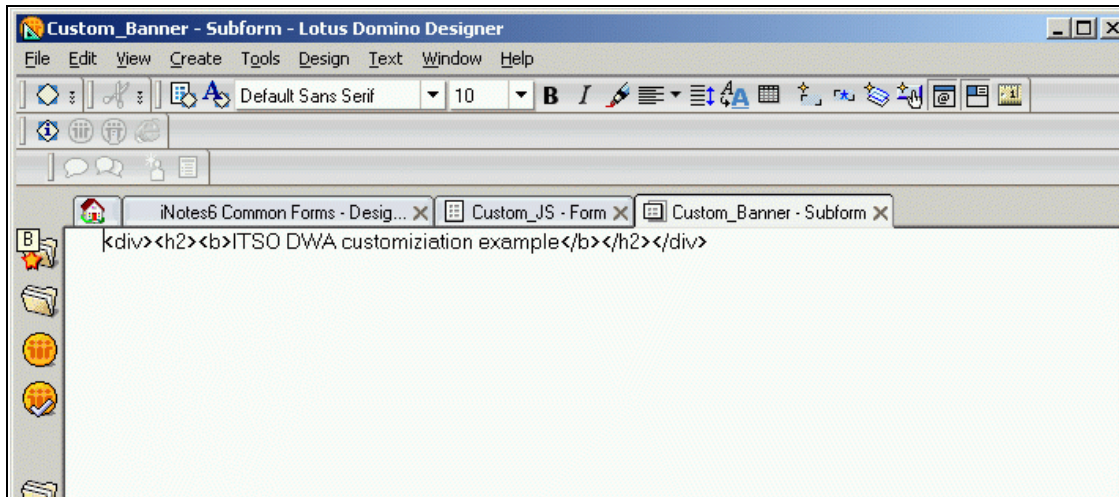 Custom_Banner - Subform - Lotus Domino Designer
File Edit View Create Tools Design Text Window Help
Default Sans Serif 10 B I
iNotes6 Common Forms - Desig... Custom_JS - Form Custom_Banner - Subform
B
<div><h2><b>ITSO DWA customiziation example</b></h2></div>